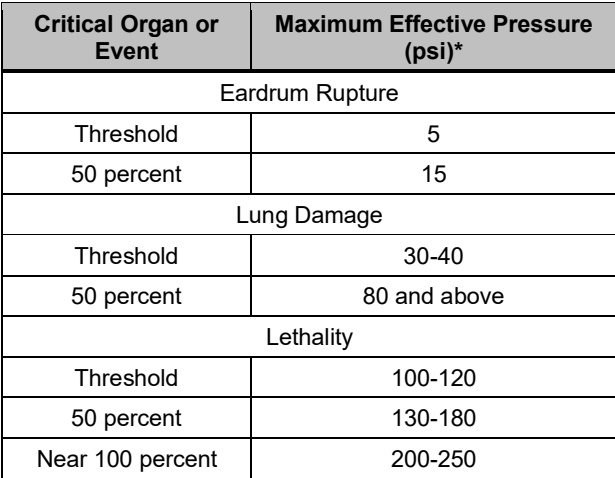 Critical Organ or Maximum Effective Pressure
Event (psi)*
Eardrum Rupture
Threshold 5
50 percent 15
Lung Damage
Threshold 30-40
50 percent 80 and above
Lethality
Threshold 100-120
50 percent 130-180
Near 100 percent 200-250